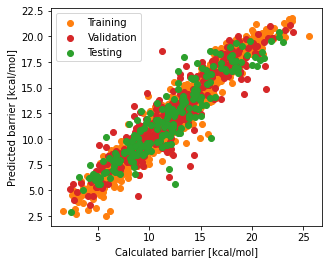 22.5
20.0
17.5
15.0
12.5
10.0
7.5
5.0
2.5
Predicted barrier [kcal/mol]
Training
Validation
Testing
5 10 15 20 25
Calculated barrier [kcal/mol]